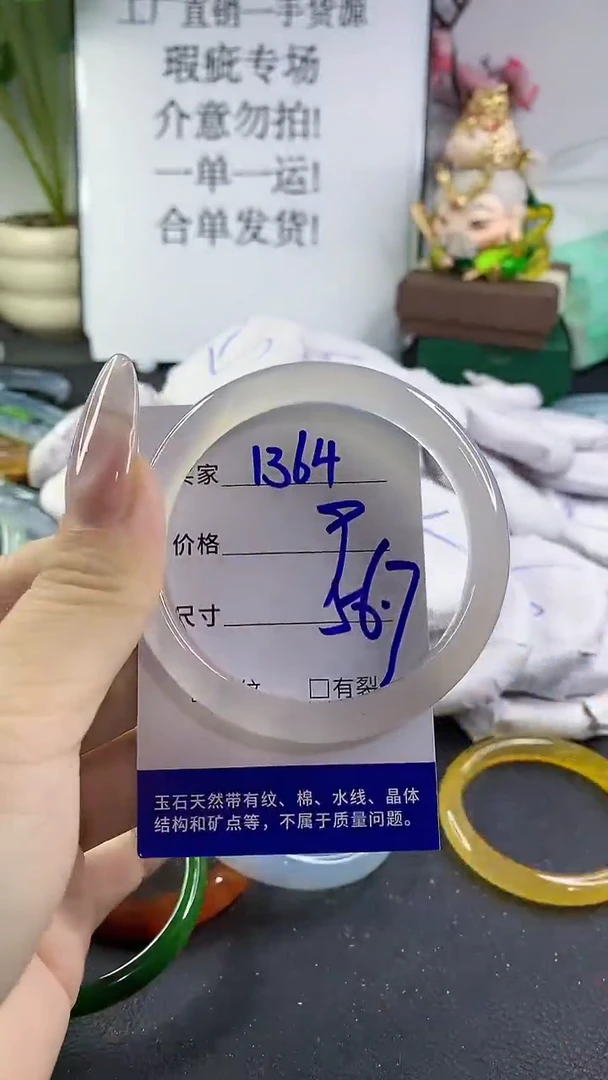 工厂直销一手货源
瑕疵专场
介意勿拍!
一单一运!
合单发货!
家 1364
价格
尺寸 56.7
纹 □有裂
玉石天然带有纹、棉、水线、晶体
结构和矿点等，不属于质量问题。